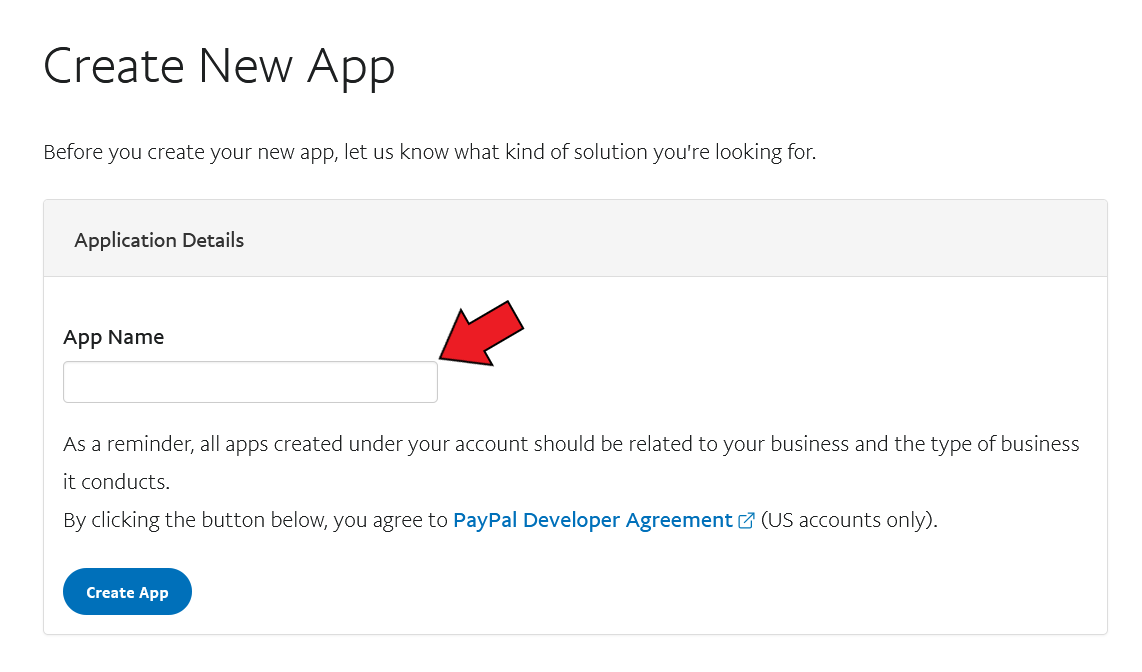 Create New App
Before you create your new app, let us know what kind of solution you're looking for.
Application Details
App Name
As a reminder, all apps created under your account should be related to your business and the type of business
it conducts.
By clicking the button below, you agree to PayPal Developer Agreement (US accounts only).
Create App